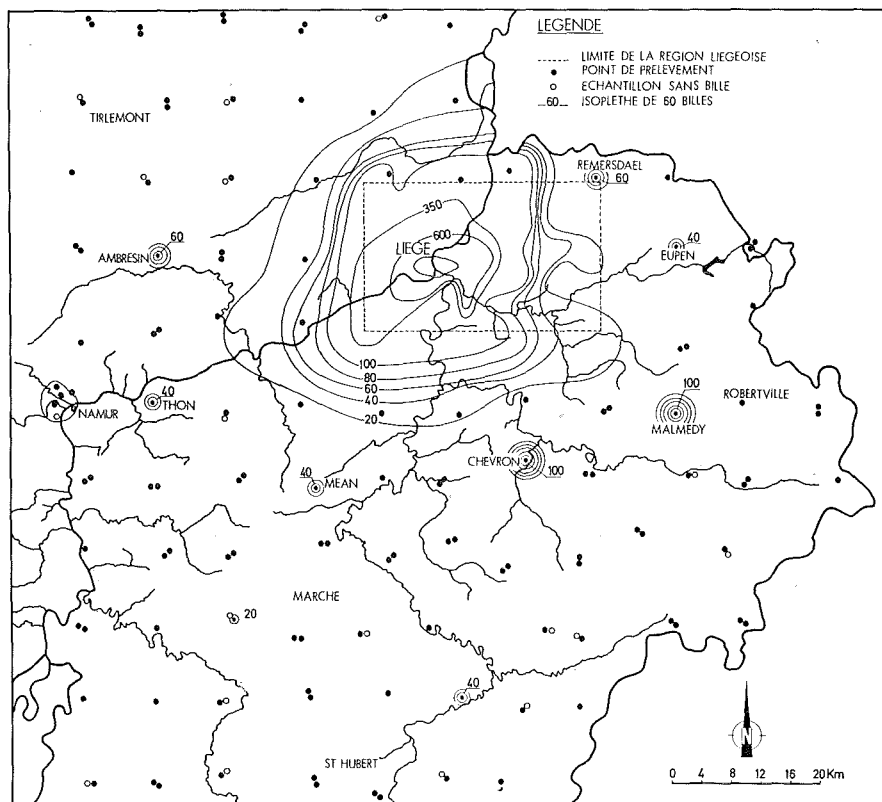 LEGENDE
LIMITE DE LA REGION LIEGEOISE
POINT DE PRELEVEMENT
ECHANTILLON SANS BILLE
60 ISOPLETHE DE 60 BILLES
TIRLEMONT
REMERSDAEL
60
350
600
LIEGE
60
AMBRESIN
40
EUPEN
100
80
60
40
20
40
THON
NAMUR
100
ROBERTVILLE
MALMEDY
CHEVRON
100
40
MEAN
MARCHE
20
40
ST HUBERT
N
0 4 8 12 16 20 Km